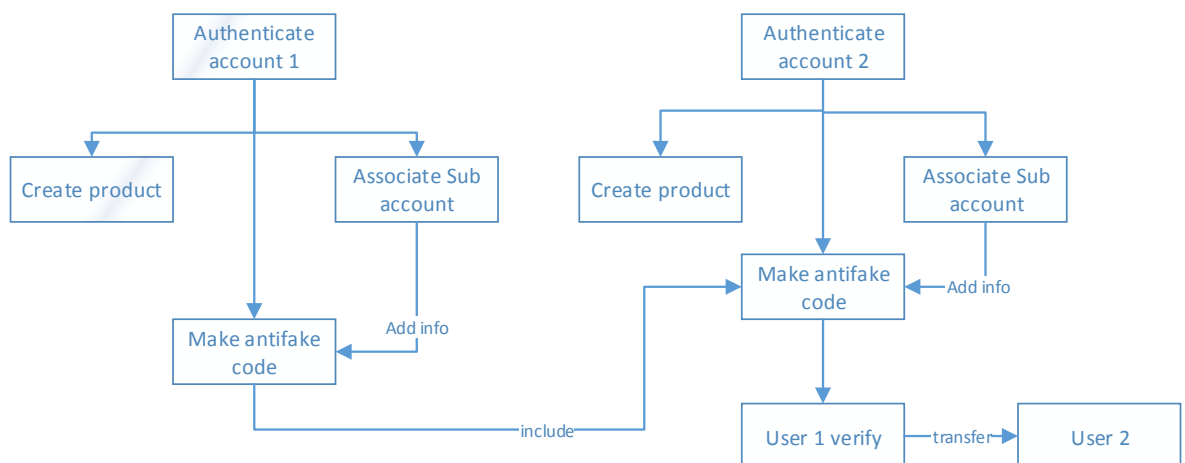 Authenticate
account 1
Authenticate
account 2
Create product
Associate Sub
account
Create product
Associate Sub
account
Make antifake
code
Add info
Add info
Make antifake
code
include
User 1 verify
transfer
User 2